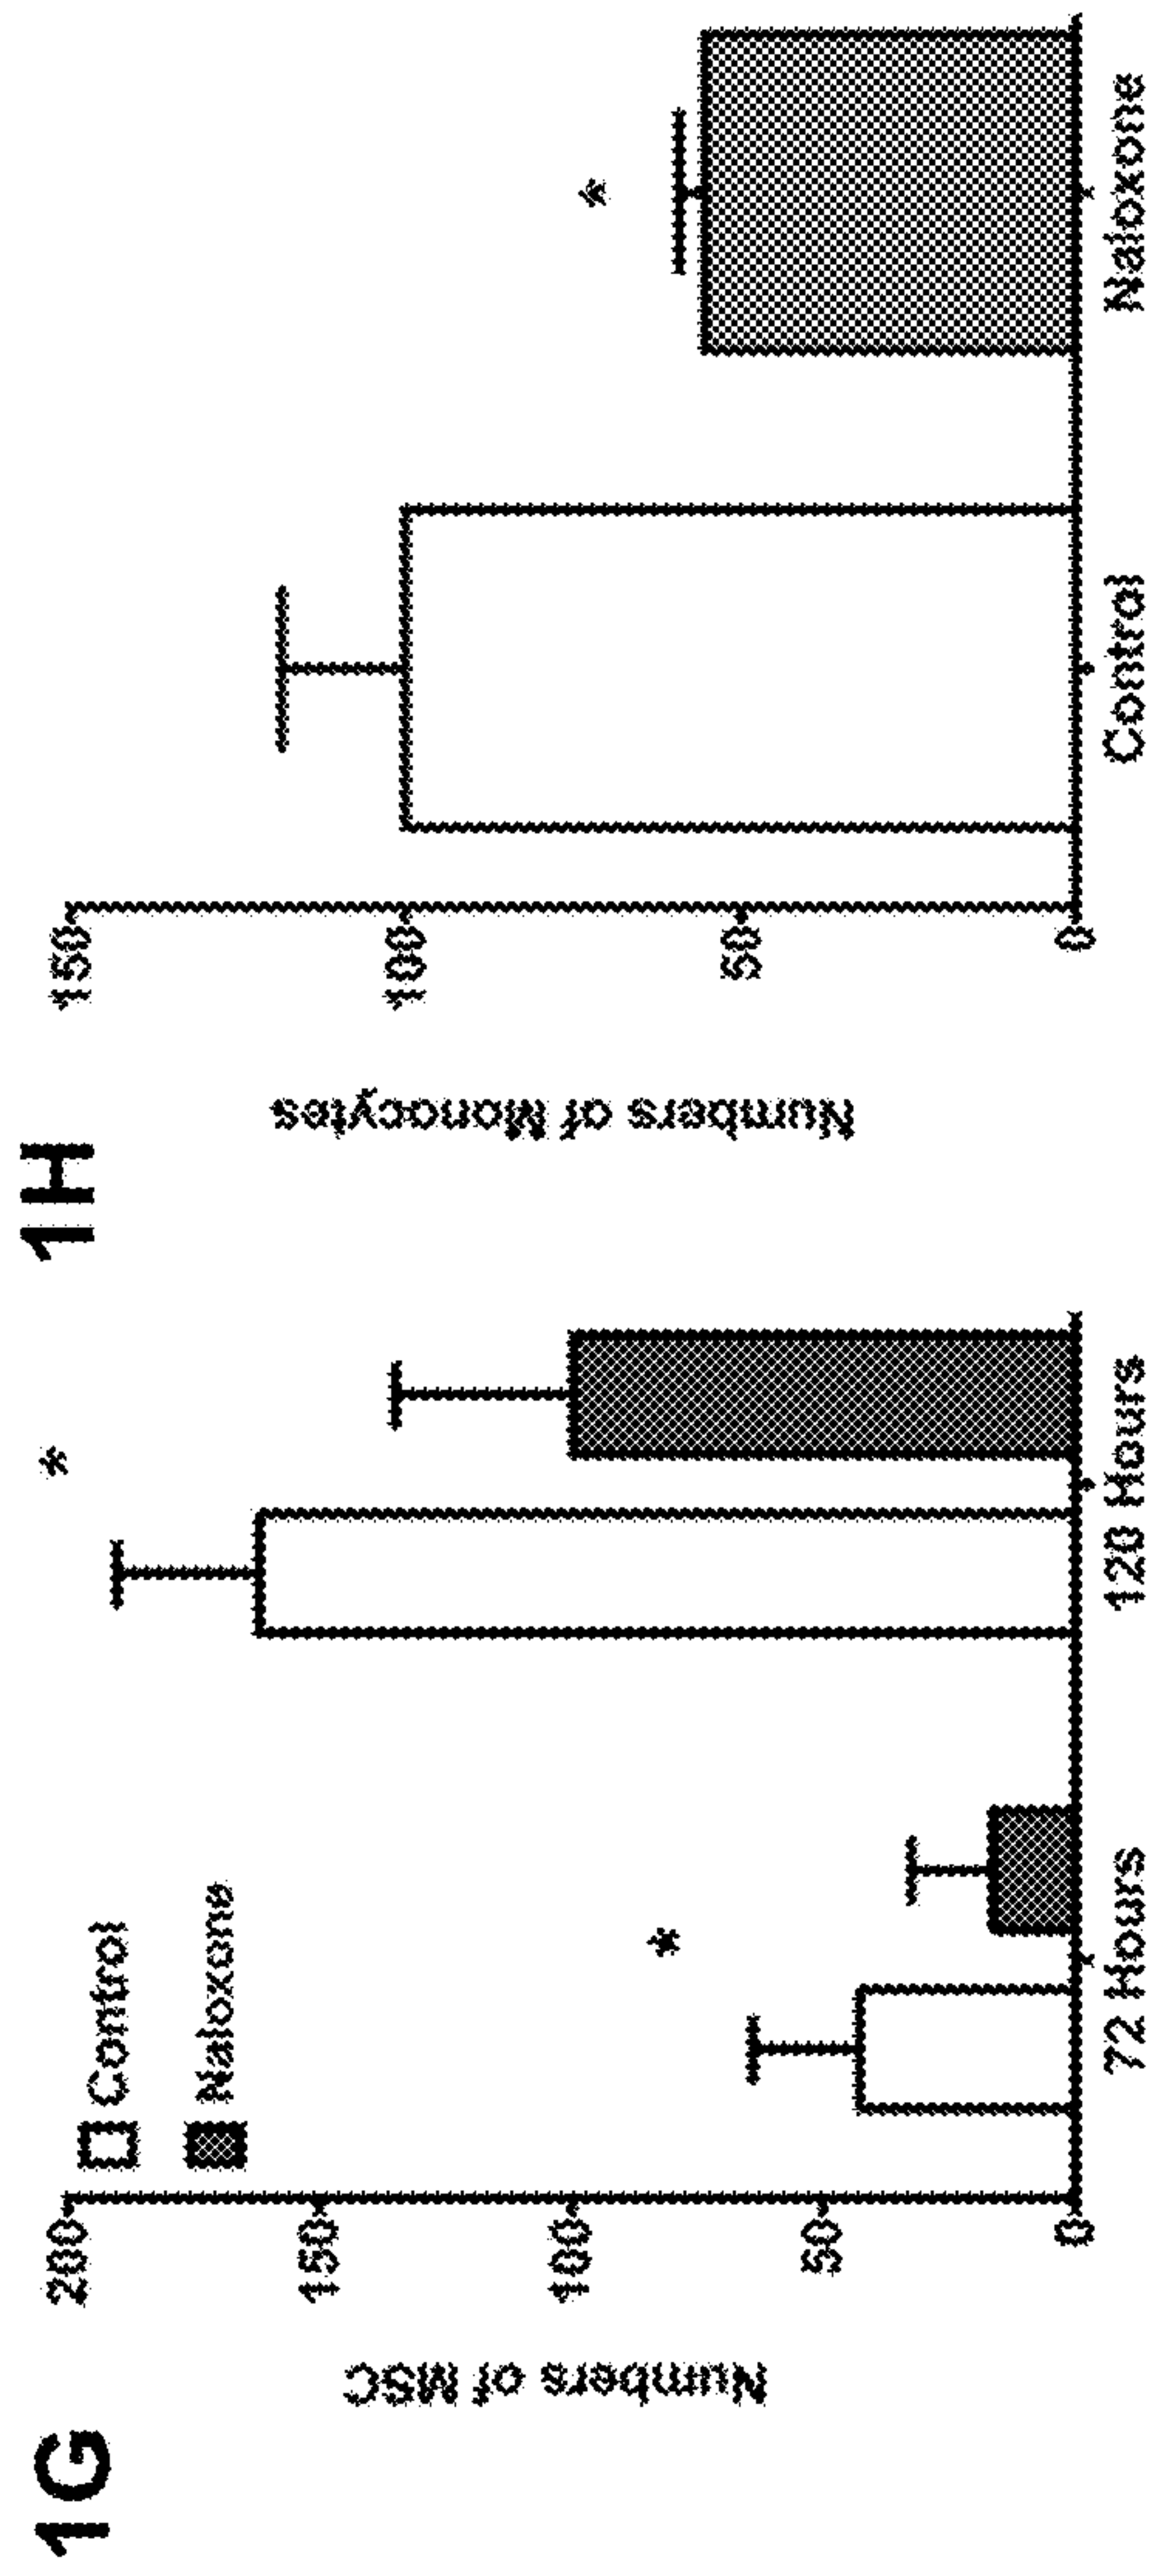 1G
Numbers of MSC
200
150
100
50
0
Control
Naloxone
*
*
72 Hours
120 Hours
1H
Numbers of Monocytes
150
100
50
0
*
Control
Naloxone